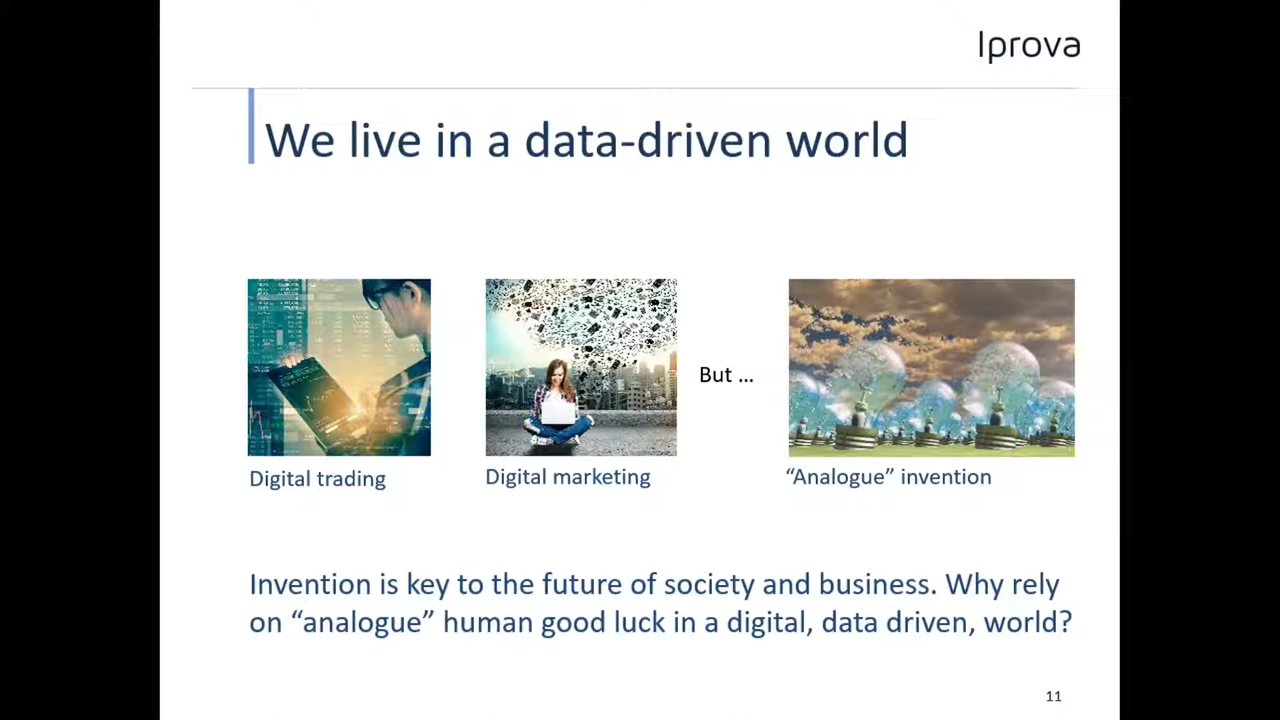 Iprova
We live in a data-driven world
But ...
Digital trading
Digital marketing
“Analogue” invention
Invention is key to the future of society and business. Why rely
on “analogue” human good luck in a digital, data driven, world?
11